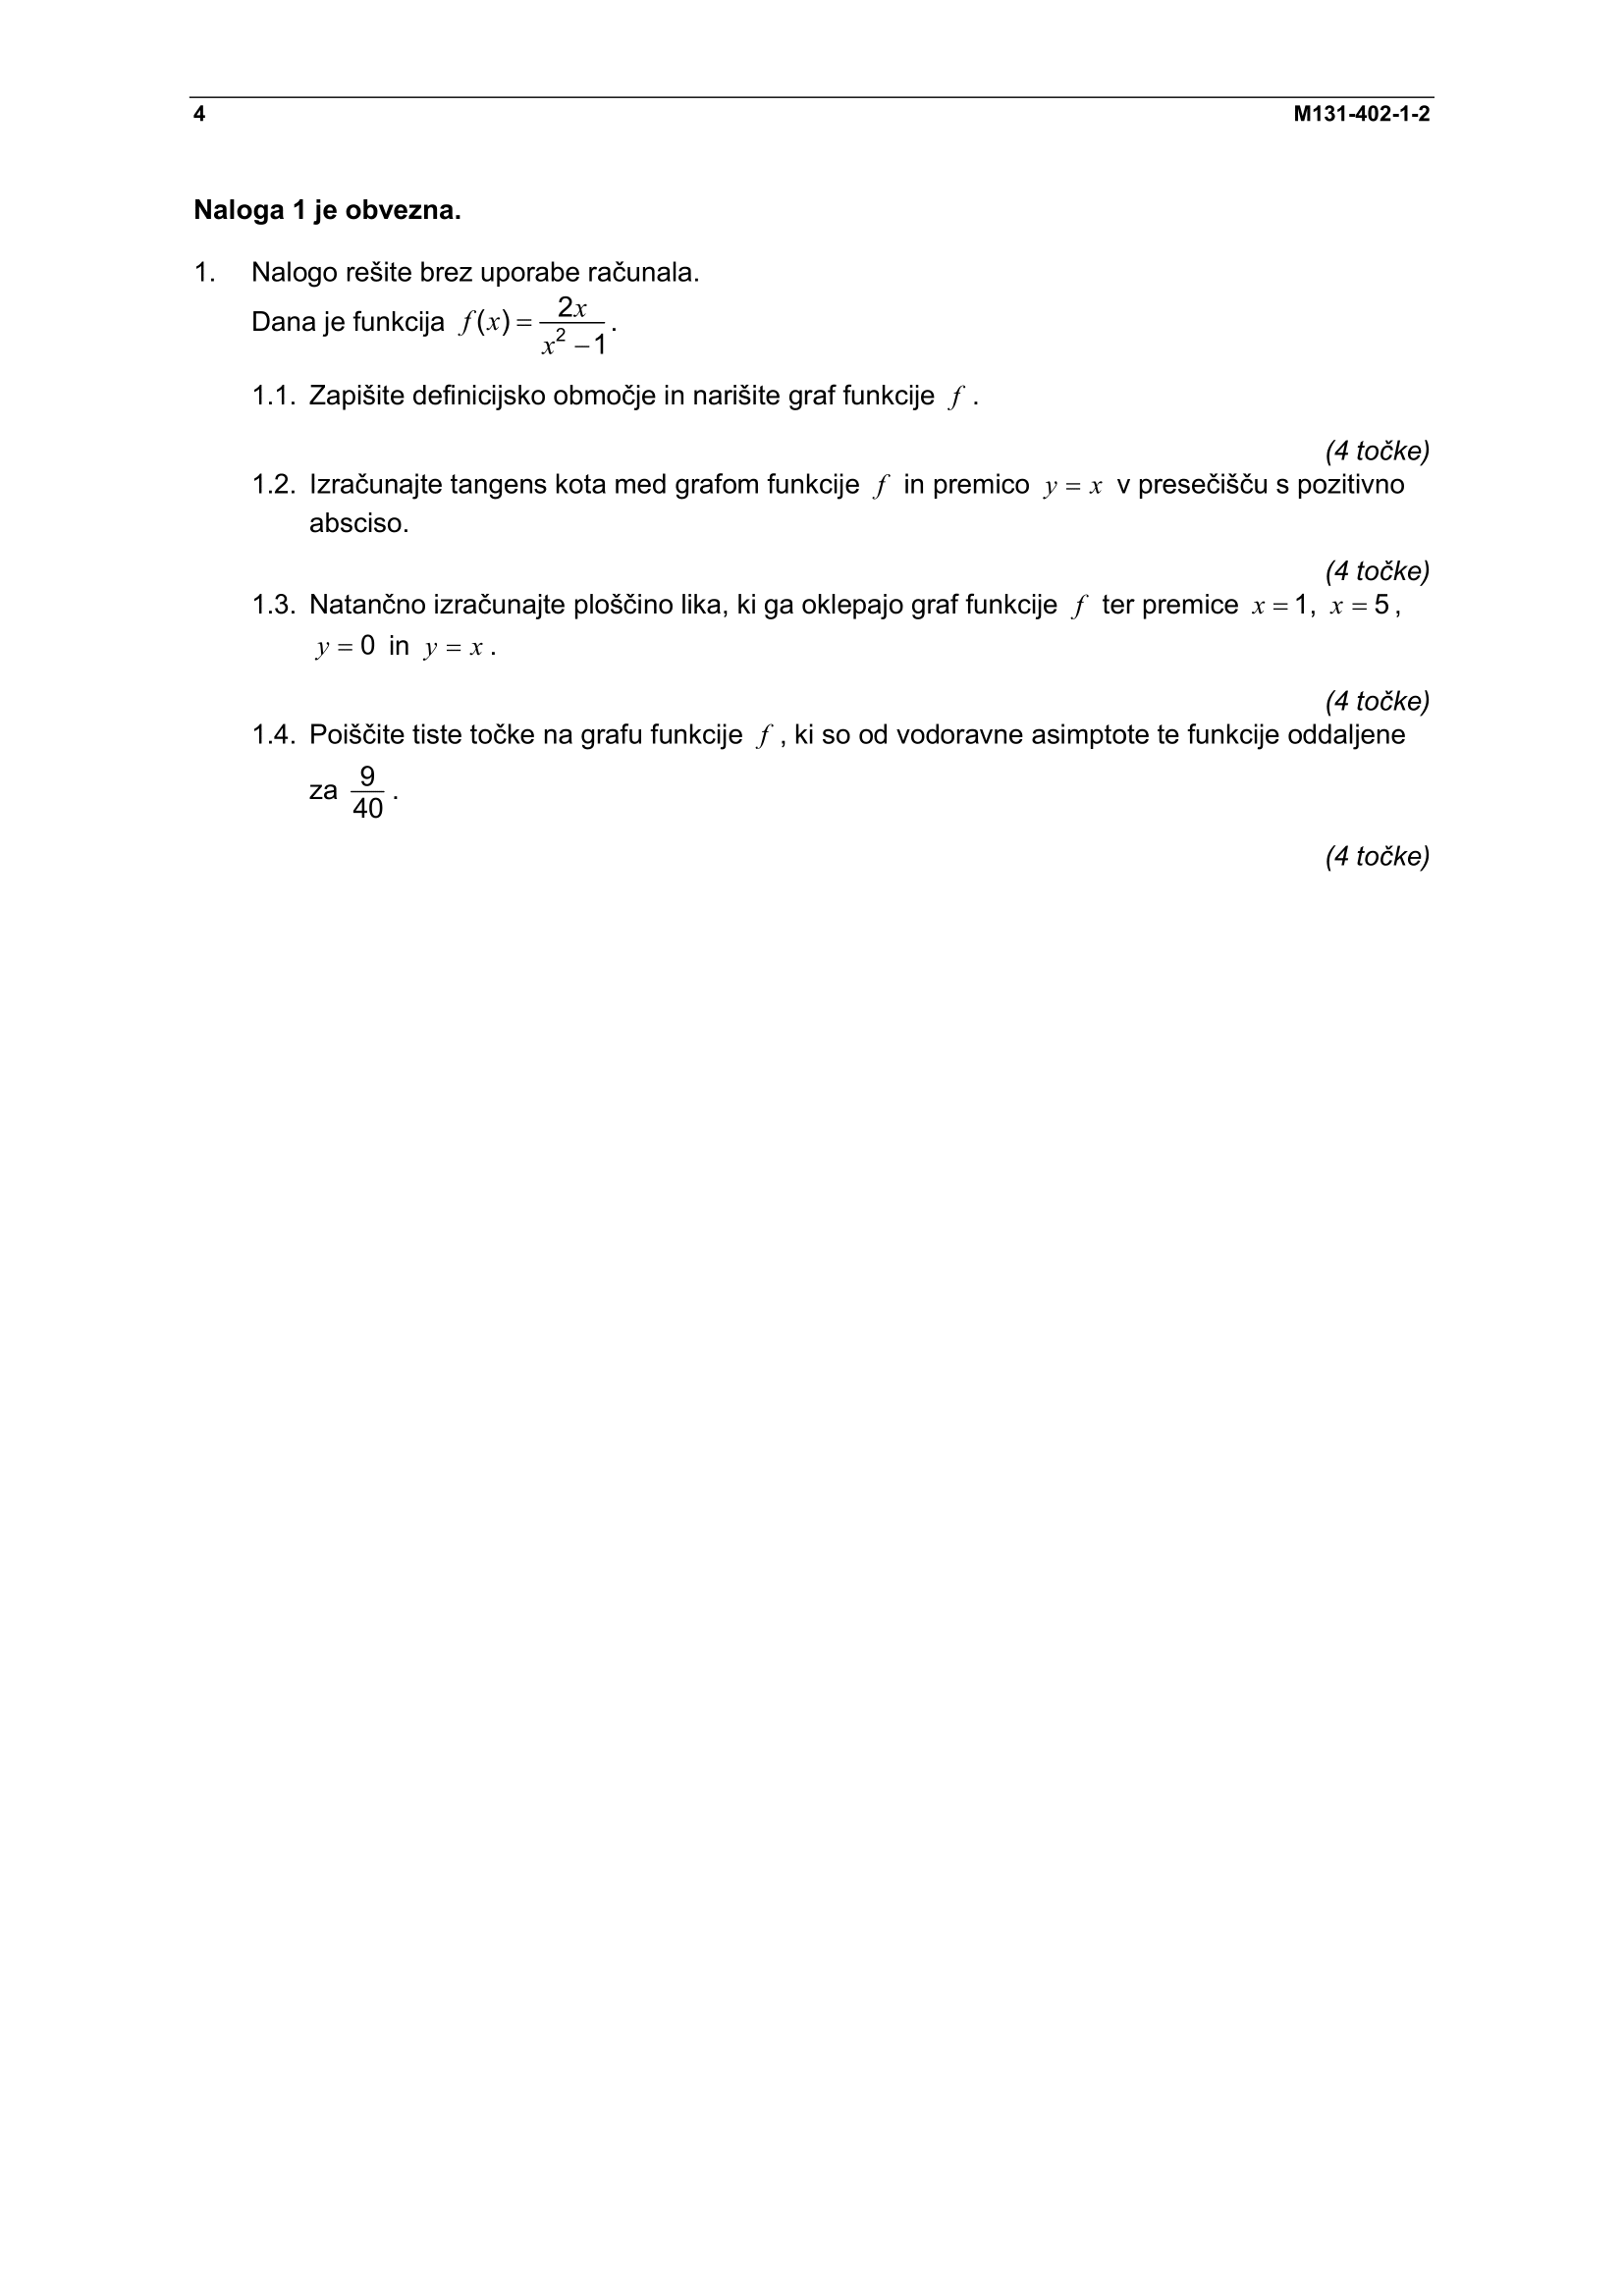 4 M131-402-1-2
Naloga 1 je obvezna.
1. Nalogo rešite brez uporabe računala.
Dana je funkcija f(x) = 2x / (x² − 1).
1.1. Zapišite definicijsko območje in narišite graf funkcije f.
(4 točke)
1.2. Izračunajte tangens kota med grafom funkcije f in premico y = x v presečišču s pozitivno
absciso.
(4 točke)
1.3. Natančno izračunajte ploščino lika, ki ga oklepajo graf funkcije f ter premice x = 1, x = 5,
y = 0 in y = x.
(4 točke)
1.4. Poiščite tiste točke na grafu funkcije f, ki so od vodoravne asimptote te funkcije oddaljene
za 9/40.
(4 točke)